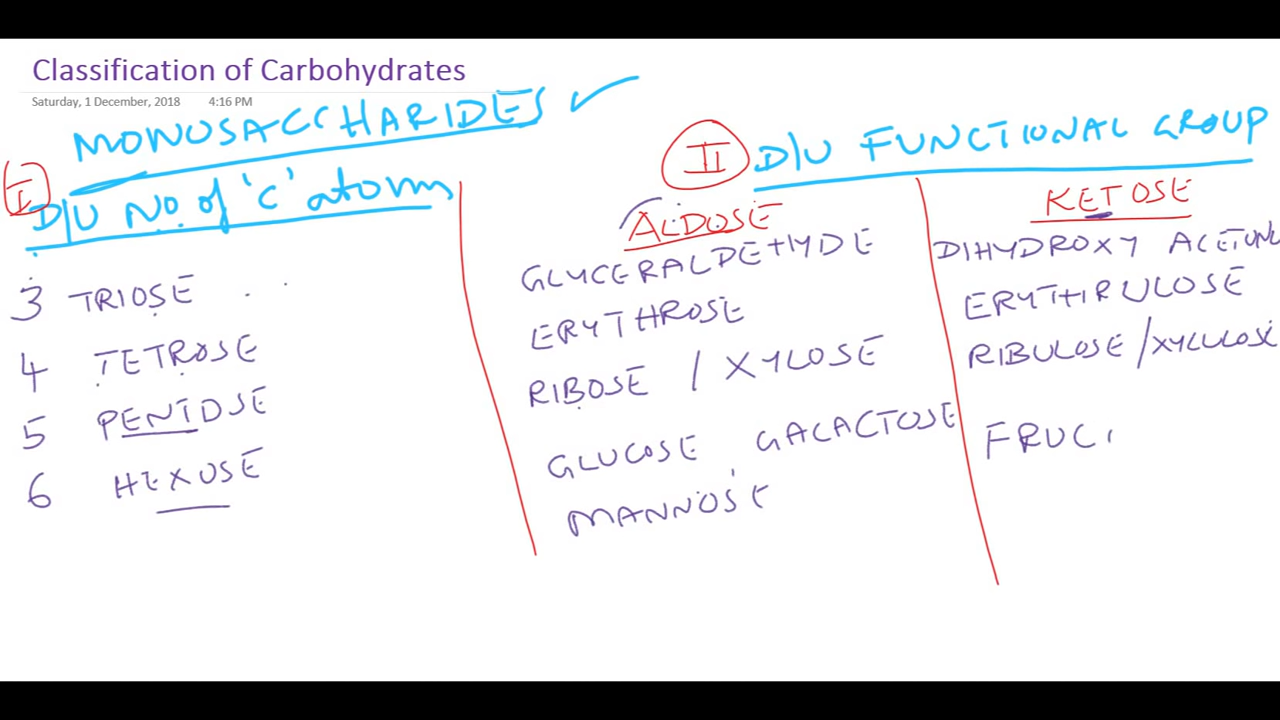 Classification of Carbohydrates
Saturday, 1 December, 2018 4:16 PM
MONOSACCHARIDES
I
D/U No. of 'C' atoms
3 TRIOSE
4 TETROSE
5 PENTOSE
6 HEXOSE
II D/U FUNCTIONAL GROUP
ALDOSE
GLYCERALDEHYDE
ERYTHROSE
RIBOSE / XYLOSE
GLUCOSE GALACTOSE
, MANNOSE
KETOSE
DIHYDROXY ACETONE
ERYTHRULOSE
RIBULOSE / XYLULOSE
FRUC